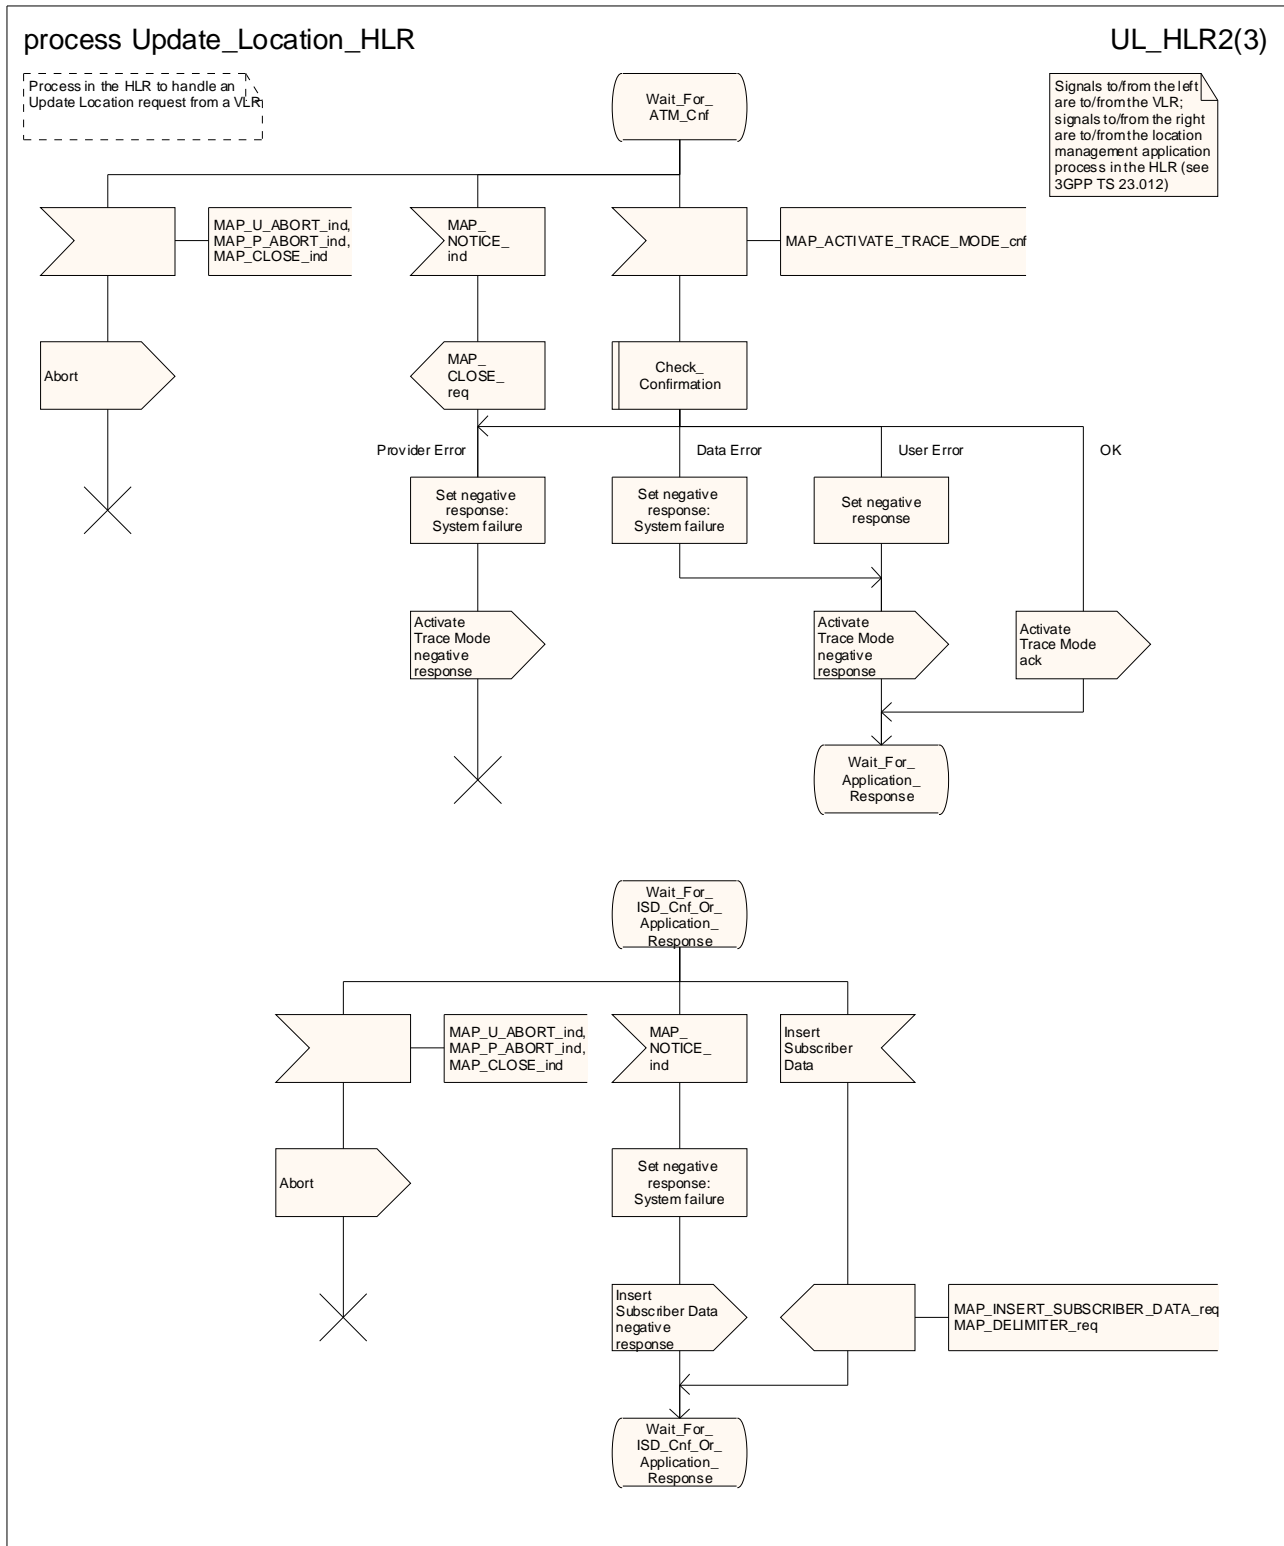 process Update_Location_HLR
UL_HLR2(3)
Process in the HLR to handle an
Update Location request from a VLR
Wait_For_
ATM_Cnf
Signals to/from the left
are to/from the VLR;
signals to/from the right
are to/from the location
management application
process in the HLR (see
3GPP TS 23.012)
MAP_U_ABORT_ind,
MAP_P_ABORT_ind,
MAP_CLOSE_ind
MAP_
NOTICE_
ind
MAP_ACTIVATE_TRACE_MODE_cnf
Abort
MAP_
CLOSE_
req
Check_
Confirmation
Provider Error
Data Error
User Error
OK
Set negative
response:
System failure
Set negative
response:
System failure
Set negative
response
Activate
Trace Mode
negative
response
Activate
Trace Mode
negative
response
Activate
Trace Mode
ack
Wait_For_
Application_
Response
Wait_For_
ISD_Cnf_Or_
Application_
Response
MAP_U_ABORT_ind,
MAP_P_ABORT_ind,
MAP_CLOSE_ind
MAP_
NOTICE_
ind
Insert
Subscriber
Data
Abort
Set negative
response:
System failure
Insert
Subscriber Data
negative
response
MAP_INSERT_SUBSCRIBER_DATA_req
MAP_DELIMITER_req
Wait_For_
ISD_Cnf_Or_
Application_
Response